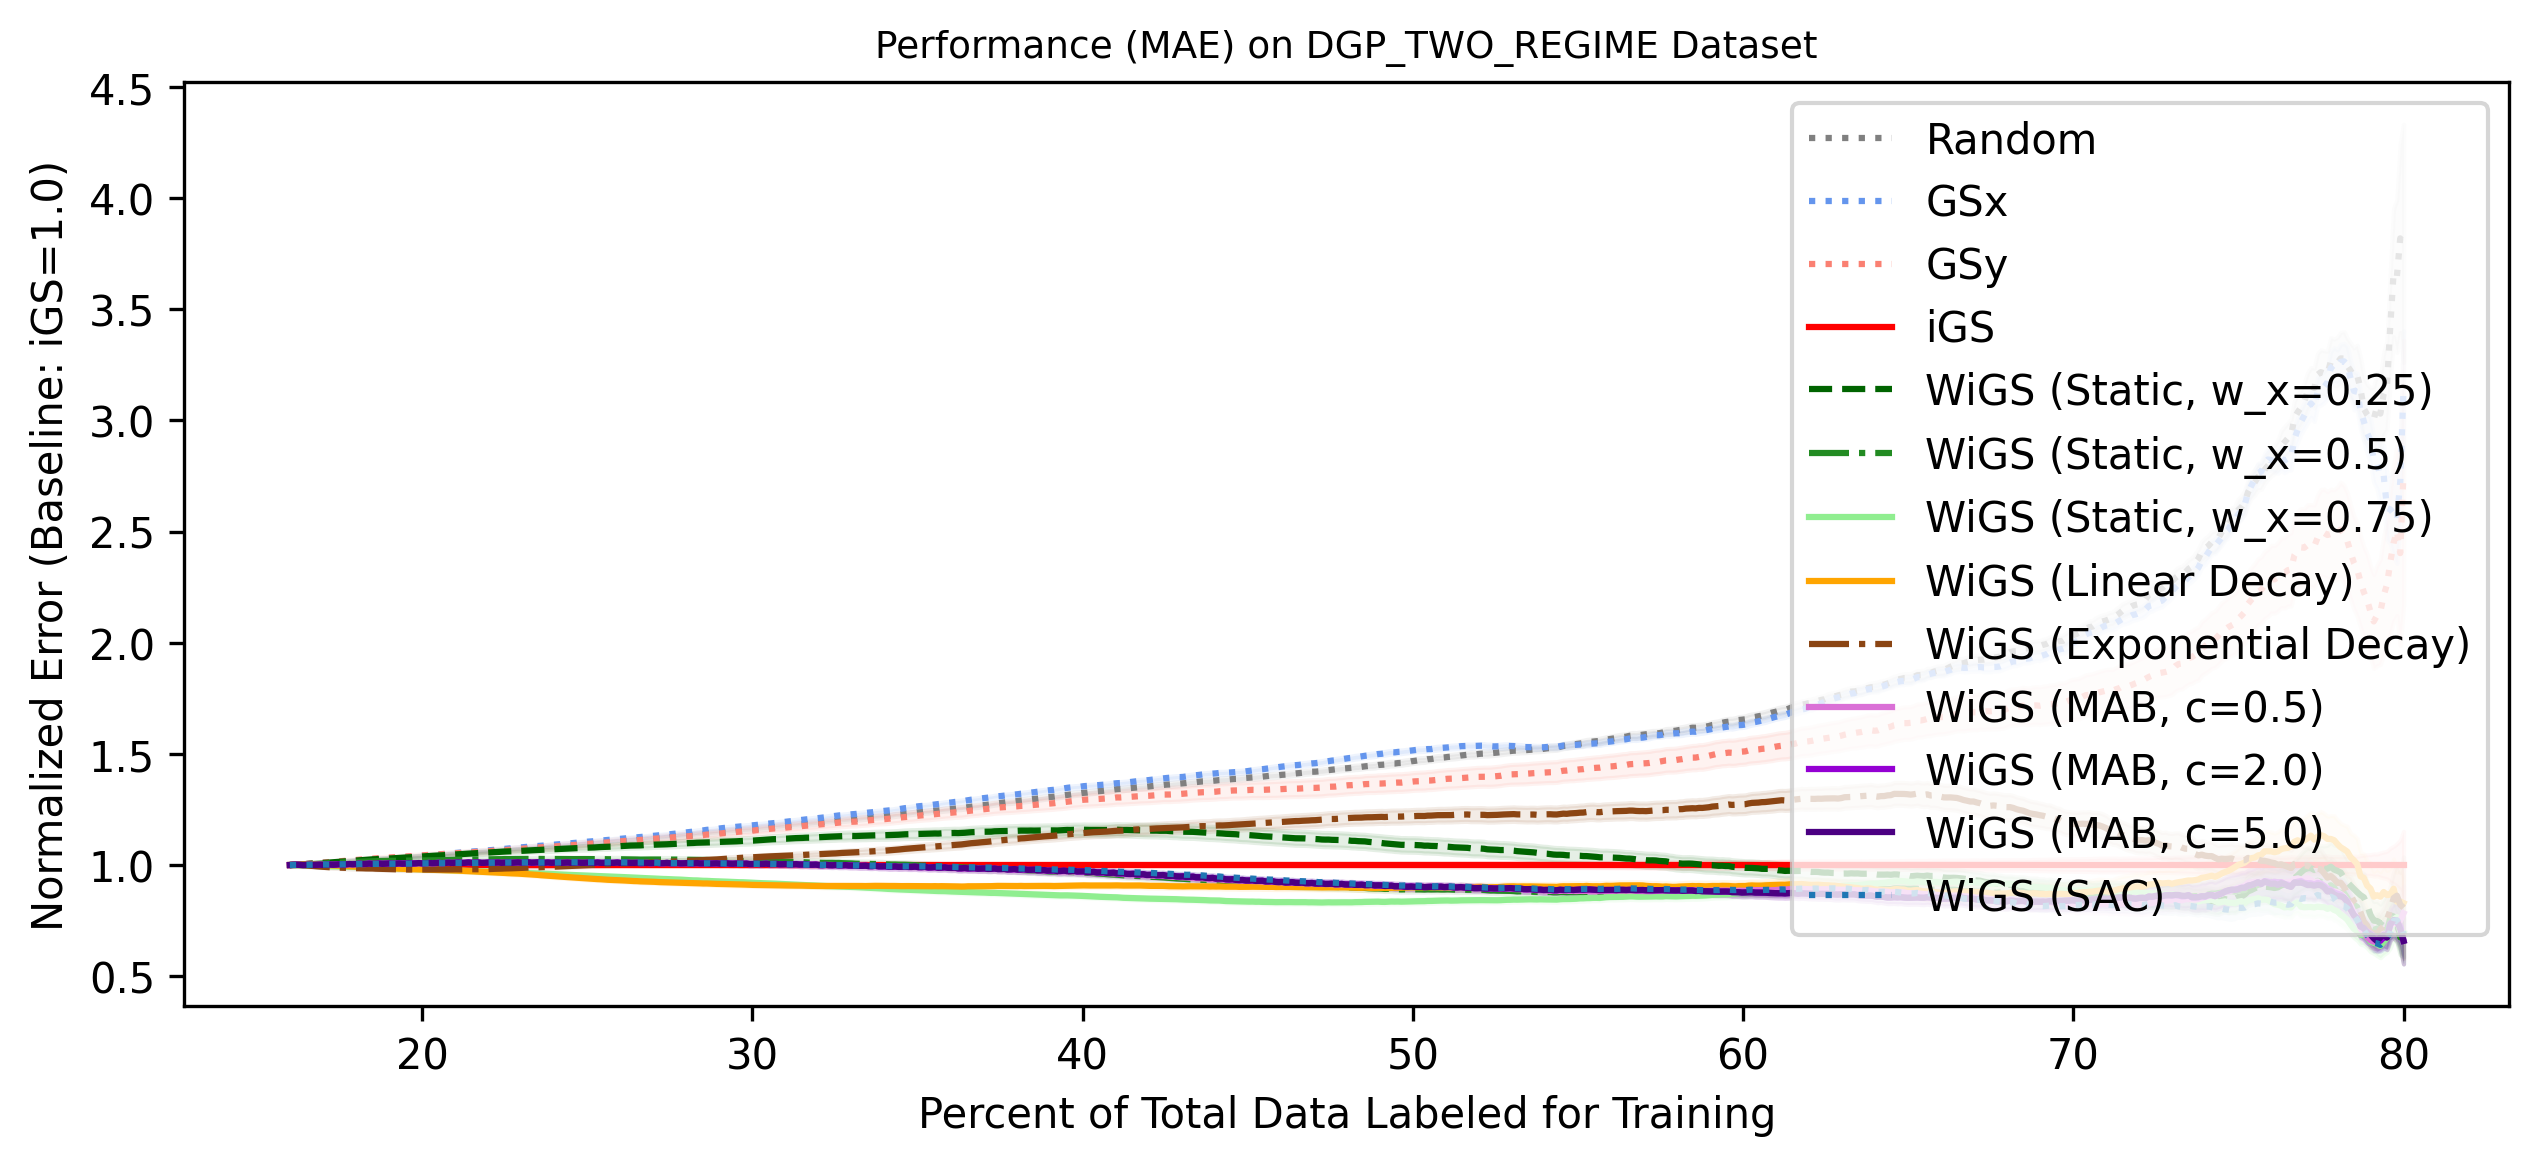 Performance (MAE) on DGP_TWO_REGIME Dataset
Normalized Error (Baseline: iGS=1.0)
4.5
4.0
3.5
3.0
2.5
2.0
1.5
1.0
0.5
Random
GSx
GSy
iGS
WiGS (Static, w_x=0.25)
WiGS (Static, w_x=0.5)
WiGS (Static, w_x=0.75)
WiGS (Linear Decay)
WiGS (Exponential Decay)
WiGS (MAB, c=0.5)
WiGS (MAB, c=2.0)
WiGS (MAB, c=5.0)
WiGS (SAC)
20 30 40 50 60 70 80
Percent of Total Data Labeled for Training